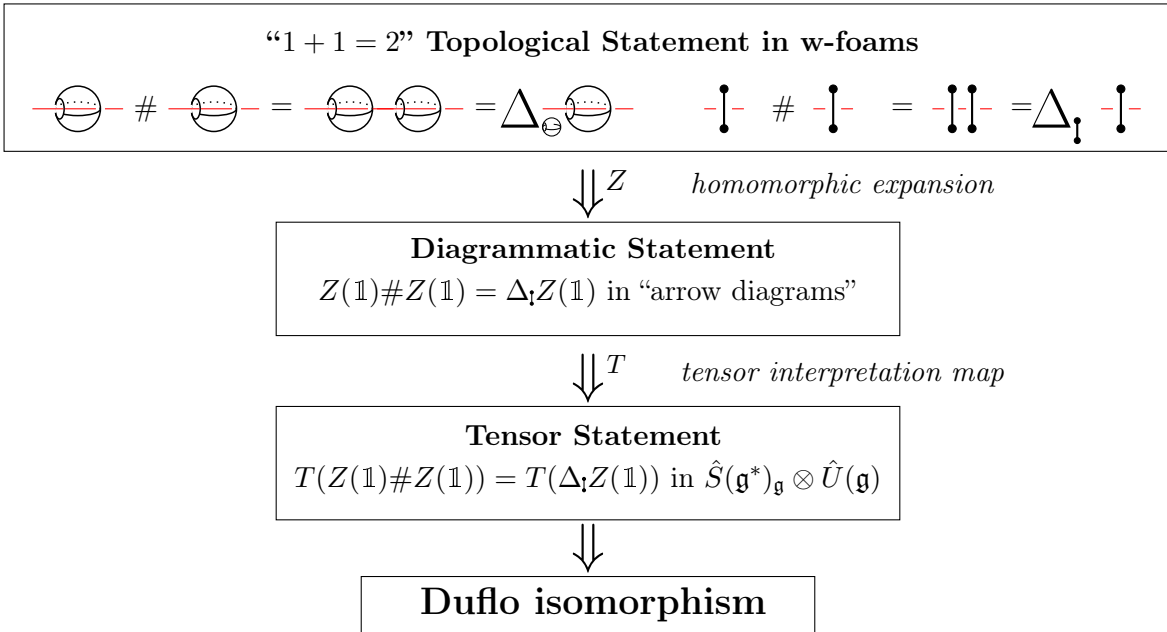 “1 + 1 = 2” Topological Statement in w-foams
# = = Δ # = = Δ
Z homomorphic expansion
Diagrammatic Statement
Z(𝟙)#Z(𝟙) = Δ Z(𝟙) in “arrow diagrams”
T tensor interpretation map
Tensor Statement
T(Z(𝟙)#Z(𝟙)) = T(Δ Z(𝟙)) in Ŝ(𝔤*)_𝔤 ⊗ Û(𝔤)
Duflo isomorphism